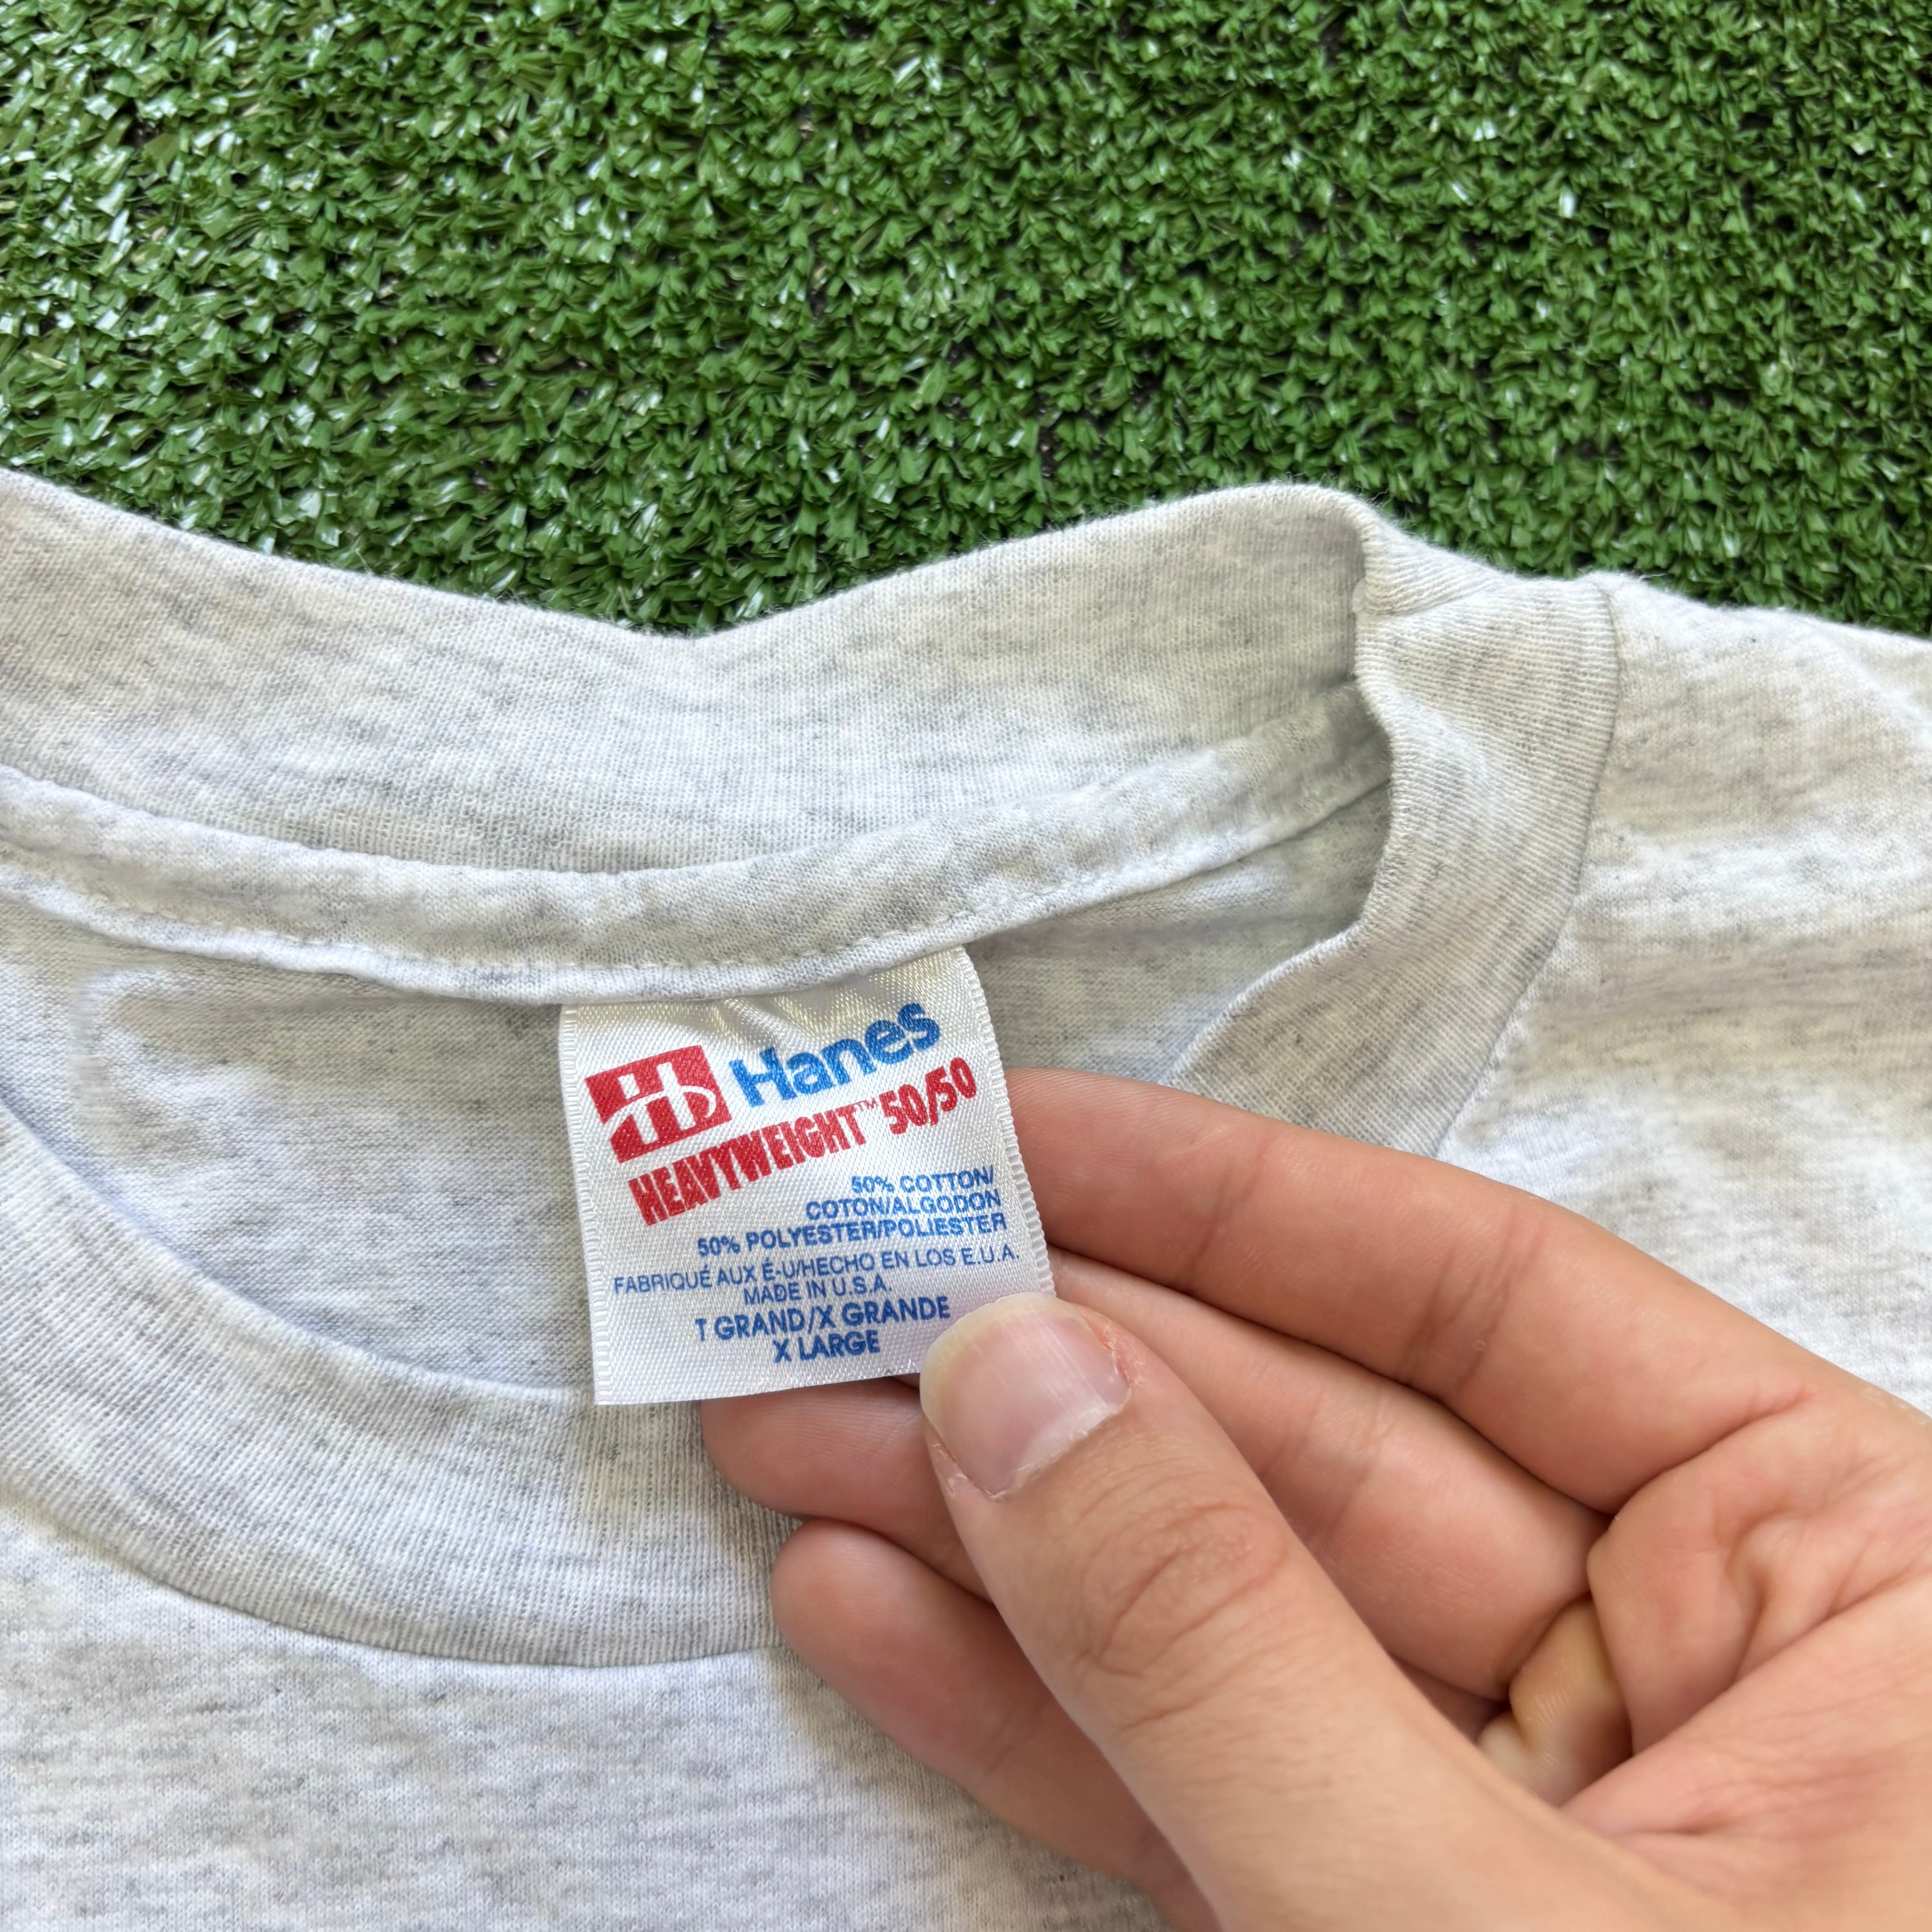 Hanes
HEAVYWEIGHT™ 50/50
50% COTTON/
COTON/ALGODON
50% POLYESTER/POLIESTER
FABRIQUÉ AUX É-U/HECHO EN LOS E.U.A.
MADE IN U.S.A.
T GRAND/X GRANDE
X LARGE